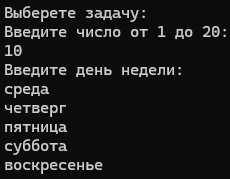 Выберете задачу:
Введите число от 1 до 20:
10
Введите день недели:
среда
четверг
пятница
суббота
воскресенье